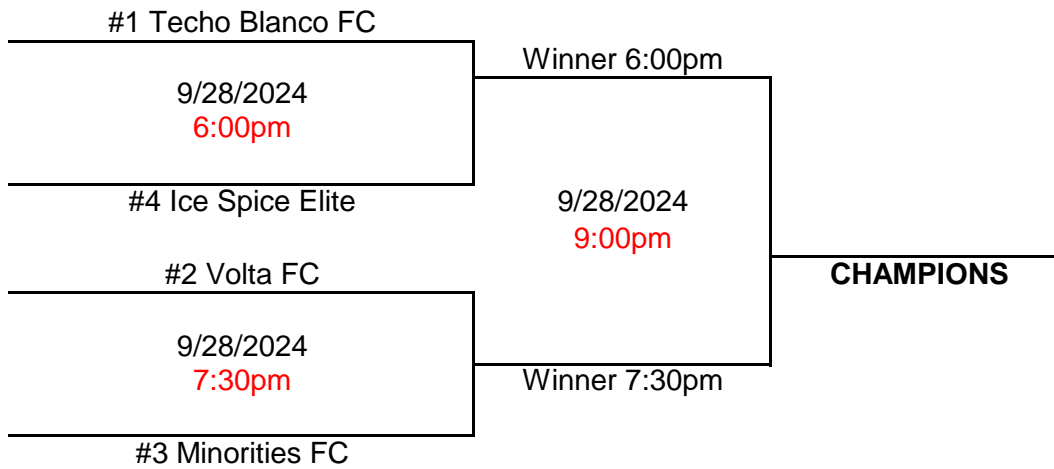 #1 Techo Blanco FC
Winner 6:00pm
9/28/2024
6:00pm
#4 Ice Spice Elite
9/28/2024
9:00pm
#2 Volta FC
CHAMPIONS
9/28/2024
7:30pm
Winner 7:30pm
#3 Minorities FC